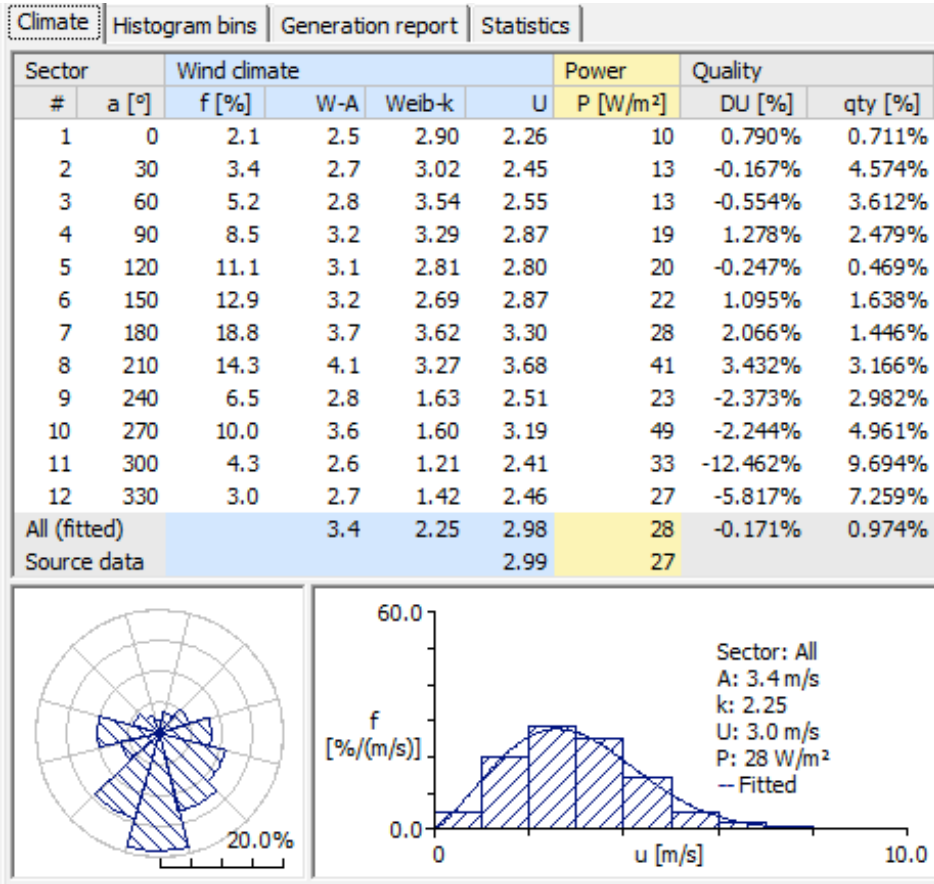 Climate Histogram bins Generation report Statistics
Sector Wind climate Power Quality
# a [°] f [%] W-A Weib-k U P [W/m²] DU [%] qty [%]
1 0 2.1 2.5 2.90 2.26 10 0.790% 0.711%
2 30 3.4 2.7 3.02 2.45 13 -0.167% 4.574%
3 60 5.2 2.8 3.54 2.55 13 -0.554% 3.612%
4 90 8.5 3.2 3.29 2.87 19 1.278% 2.479%
5 120 11.1 3.1 2.81 2.80 20 -0.247% 0.469%
6 150 12.9 3.2 2.69 2.87 22 1.095% 1.638%
7 180 18.8 3.7 3.62 3.30 28 2.066% 1.446%
8 210 14.3 4.1 3.27 3.68 41 3.432% 3.166%
9 240 6.5 2.8 1.63 2.51 23 -2.373% 2.982%
10 270 10.0 3.6 1.60 3.19 49 -2.244% 4.961%
11 300 4.3 2.6 1.21 2.41 33 -12.462% 9.694%
12 330 3.0 2.7 1.42 2.46 27 -5.817% 7.259%
All (fitted) 3.4 2.25 2.98 28 -0.171% 0.974%
Source data 2.99 27
20.0%
60.0
f
[%/(m/s)]
0.0
0 u [m/s] 10.0
Sector: All
A: 3.4 m/s
k: 2.25
U: 3.0 m/s
P: 28 W/m²
-- Fitted